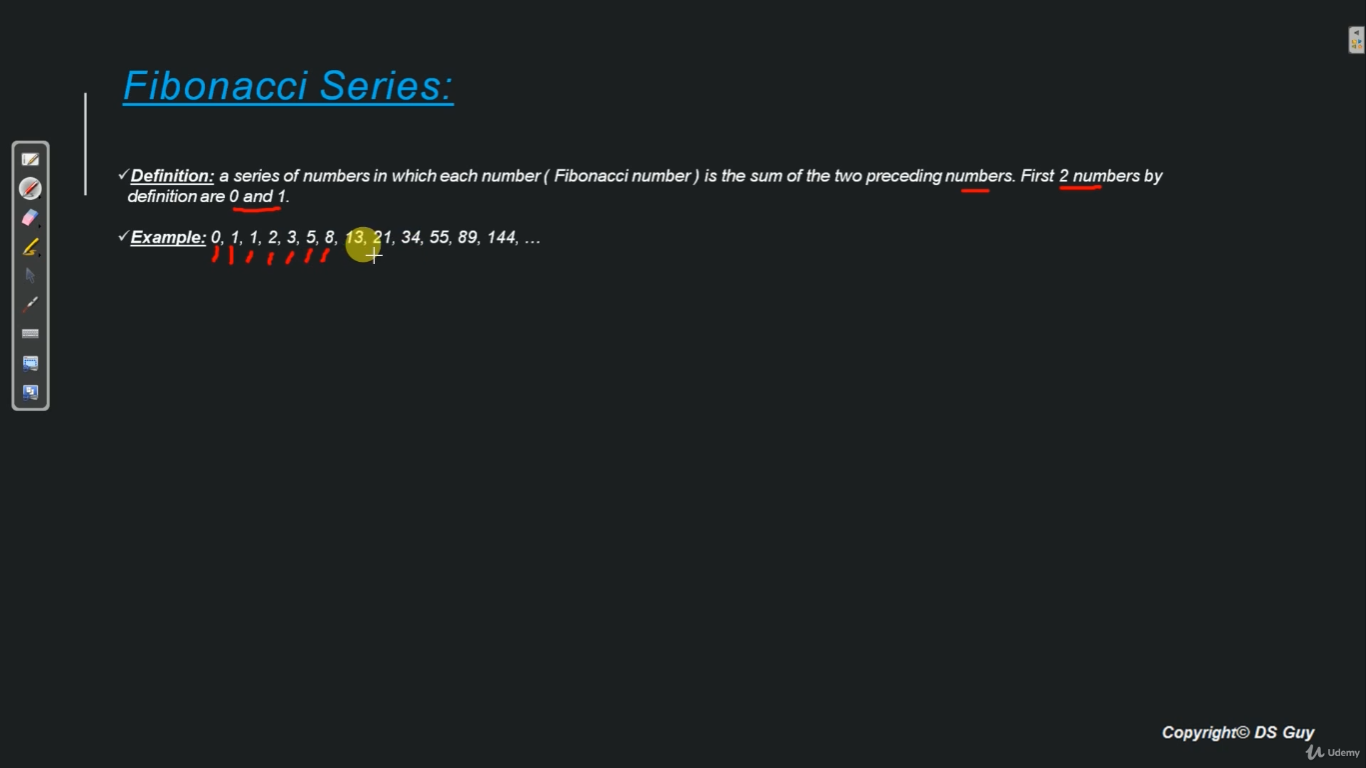 Fibonacci Series:
✓Definition: a series of numbers in which each number ( Fibonacci number ) is the sum of the two preceding numbers. First 2 numbers by
definition are 0 and 1.
✓Example: 0, 1, 1, 2, 3, 5, 8, 13, 21, 34, 55, 89, 144, …
Copyright© DS Guy
Udemy